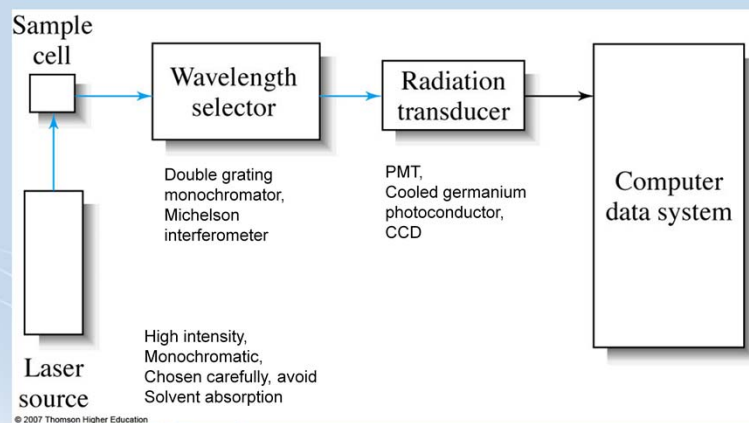 Sample
cell
Wavelength
selector
Radiation
transducer
Computer
data system
Double grating
monochromator,
Michelson
interferometer
PMT,
Cooled germanium
photoconductor,
CCD
High intensity,
Monochromatic,
Chosen carefully, avoid
Solvent absorption
Laser
source
© 2007 Thomson Higher Education